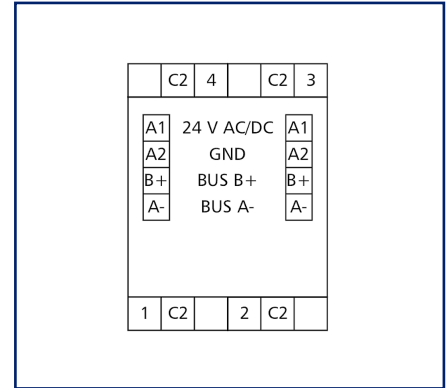 C2 4 C2 3
A1 24 V AC/DC A1
A2 GND A2
B+ BUS B+ B+
A- BUS A- A-
1 C2 2 C2